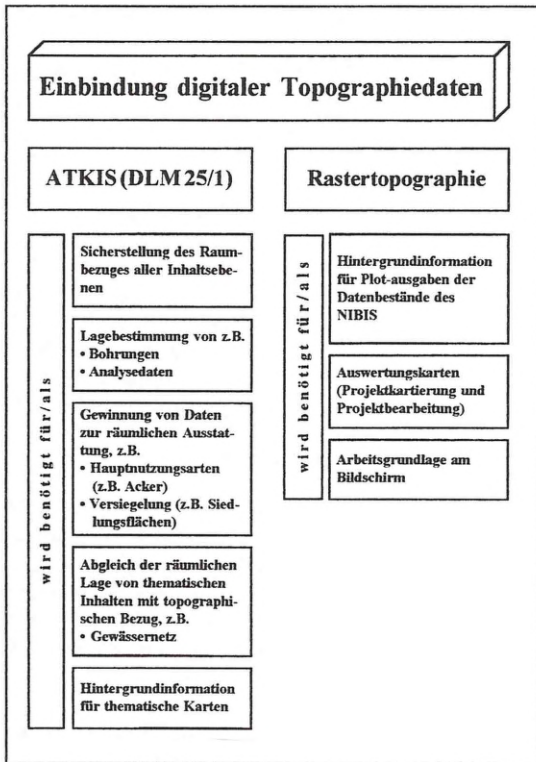 Einbindung digitaler Topographiedaten
ATKIS (DLM 25/1)
wird benötigt für/als
Sicherstellung des Raum-
bezuges aller Inhaltsebe-
nen
Lagebestimmung von z.B.
• Bohrungen
• Analysedaten
Gewinnung von Daten
zur räumlichen Ausstat-
tung, z.B.
• Hauptnutzungsarten
(z.B. Acker)
• Versiegelung (z.B. Sied-
lungsflächen)
Abgleich der räumlichen
Lage von thematischen
Inhalten mit topographi-
schen Bezug, z.B.
• Gewässernetz
Hintergrundinformation
für thematische Karten
Rastertopographie
wird benötigt für/als
Hintergrundinformation
für Plot-ausgaben der
Datenbestände des
NIBIS
Auswertungskarten
(Projektkartierung und
Projektbearbeitung)
Arbeitsgrundlage am
Bildschirm